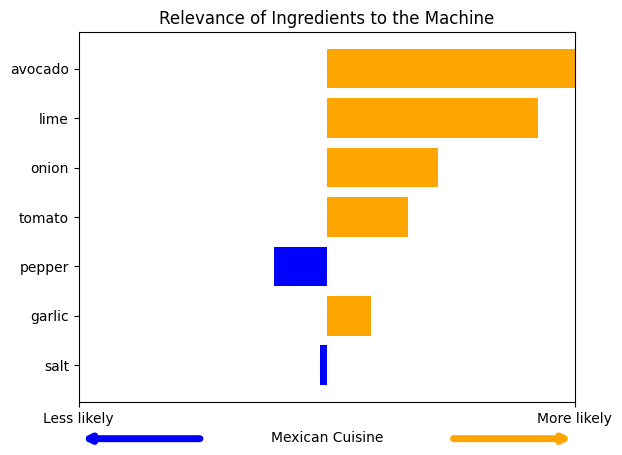 Relevance of Ingredients to the Machine
avocado
lime
onion
tomato
pepper
garlic
salt
Less likely
More likely
Mexican Cuisine